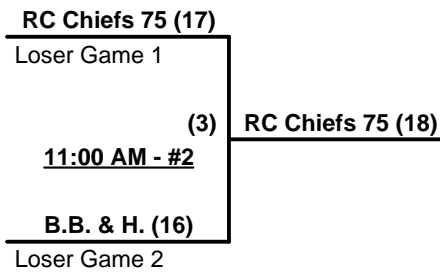 RC Chiefs 75 (17)
Loser Game 1
(3) RC Chiefs 75 (18)
11:00 AM - #2
B.B. & H. (16)
Loser Game 2